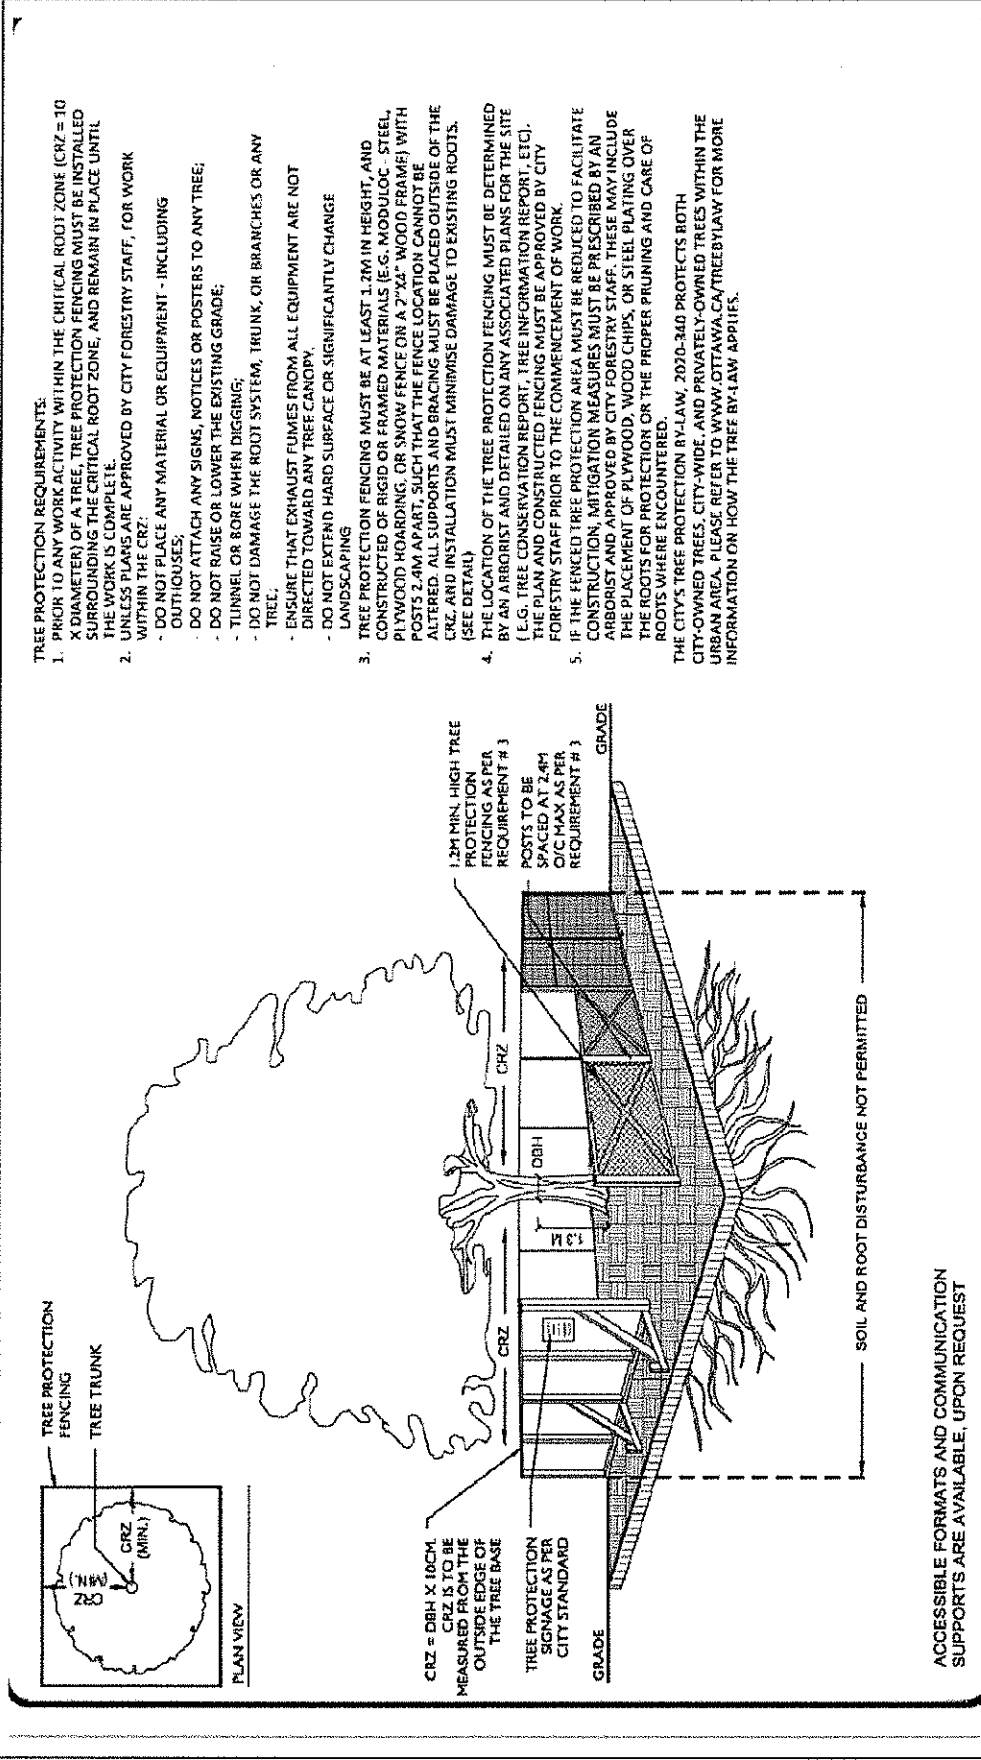 TREE PROTECTION FENCING
TREE TRUNK
CRZ
(MIN.)
CRZ
(MIN.)
PLAN VIEW
CRZ = DBH X 10CM.
CRZ IS TO BE
MEASURED FROM THE
OUTSIDE EDGE OF
THE TREE BASE
TREE PROTECTION
SIGNAGE AS PER
CITY STANDARD
GRADE
CRZ
CRZ
1.3 M
DBH
1.2M MIN. HIGH TREE
PROTECTION
FENCING AS PER
REQUIREMENT # 3
POSTS TO BE
SPACED AT 2.4M
O/C MAX AS PER
REQUIREMENT # 3
GRADE
SOIL AND ROOT DISTURBANCE NOT PERMITTED
ACCESSIBLE FORMATS AND COMMUNICATION
SUPPORTS ARE AVAILABLE, UPON REQUEST
TREE PROTECTION REQUIREMENTS:
1. PRIOR TO ANY WORK ACTIVITY WITHIN THE CRITICAL ROOT ZONE (CRZ = 10
X DIAMETER) OF A TREE, TREE PROTECTION FENCING MUST BE INSTALLED
SURROUNDING THE CRITICAL ROOT ZONE, AND REMAIN IN PLACE UNTIL
THE WORK IS COMPLETE.
2. UNLESS PLANS ARE APPROVED BY CITY FORESTRY STAFF, FOR WORK
WITHIN THE CRZ:
- DO NOT PLACE ANY MATERIAL OR EQUIPMENT - INCLUDING
OUTHOUSES;
- DO NOT ATTACH ANY SIGNS, NOTICES OR POSTERS TO ANY TREE;
- DO NOT RAISE OR LOWER THE EXISTING GRADE;
- TUNNEL OR BORE WHEN DIGGING;
- DO NOT DAMAGE THE ROOT SYSTEM, TRUNK, OR BRANCHES OR ANY
TREE;
- ENSURE THAT EXHAUST FUMES FROM ALL EQUIPMENT ARE NOT
DIRECTED TOWARD ANY TREE CANOPY.
- DO NOT EXTEND HARD SURFACE OR SIGNIFICANTLY CHANGE
LANDSCAPING
3. TREE PROTECTION FENCING MUST BE AT LEAST 1.2M IN HEIGHT, AND
CONSTRUCTED OF RIGID OR FRAMED MATERIALS (E.G. MODULOC - STEEL,
PLYWOOD HOARDING, OR SNOW FENCE ON A 2"X4" WOOD FRAME) WITH
POSTS 2.4M APART, SUCH THAT THE FENCE LOCATION CANNOT BE
ALTERED. ALL SUPPORTS AND BRACING MUST BE PLACED OUTSIDE OF THE
CRZ, AND INSTALLATION MUST MINIMISE DAMAGE TO EXISTING ROOTS.
(SEE DETAIL)
4. THE LOCATION OF THE TREE PROTECTION FENCING MUST BE DETERMINED
BY AN ARBORIST AND DETAILED ON ANY ASSOCIATED PLANS FOR THE SITE
( E.G. TREE CONSERVATION REPORT, TREE INFORMATION REPORT, ETC).
THE PLAN AND CONSTRUCTED FENCING MUST BE APPROVED BY CITY
FORESTRY STAFF PRIOR TO THE COMMENCEMENT OF WORK.
5. IF THE FENCED TREE PROTECTION AREA MUST BE REDUCED TO FACILITATE
CONSTRUCTION, MITIGATION MEASURES MUST BE PRESCRIBED BY AN
ARBORIST AND APPROVED BY CITY FORESTRY STAFF. THESE MAY INCLUDE
THE PLACEMENT OF PLYWOOD, WOOD CHIPS, OR STEEL PLATING OVER
THE ROOTS FOR PROTECTION OR THE PROPER PRUNING AND CARE OF
ROOTS WHERE ENCOUNTERED.
THE CITY'S TREE PROTECTION BY-LAW, 2020-340 PROTECTS BOTH
CITY-OWNED TREES, CITY-WIDE, AND PRIVATELY-OWNED TREES WITHIN THE
URBAN AREA. PLEASE REFER TO WWW.OTTAWA.CA/TREEBYLAW FOR MORE
INFORMATION ON HOW THE TREE BY-LAW APPLIES.